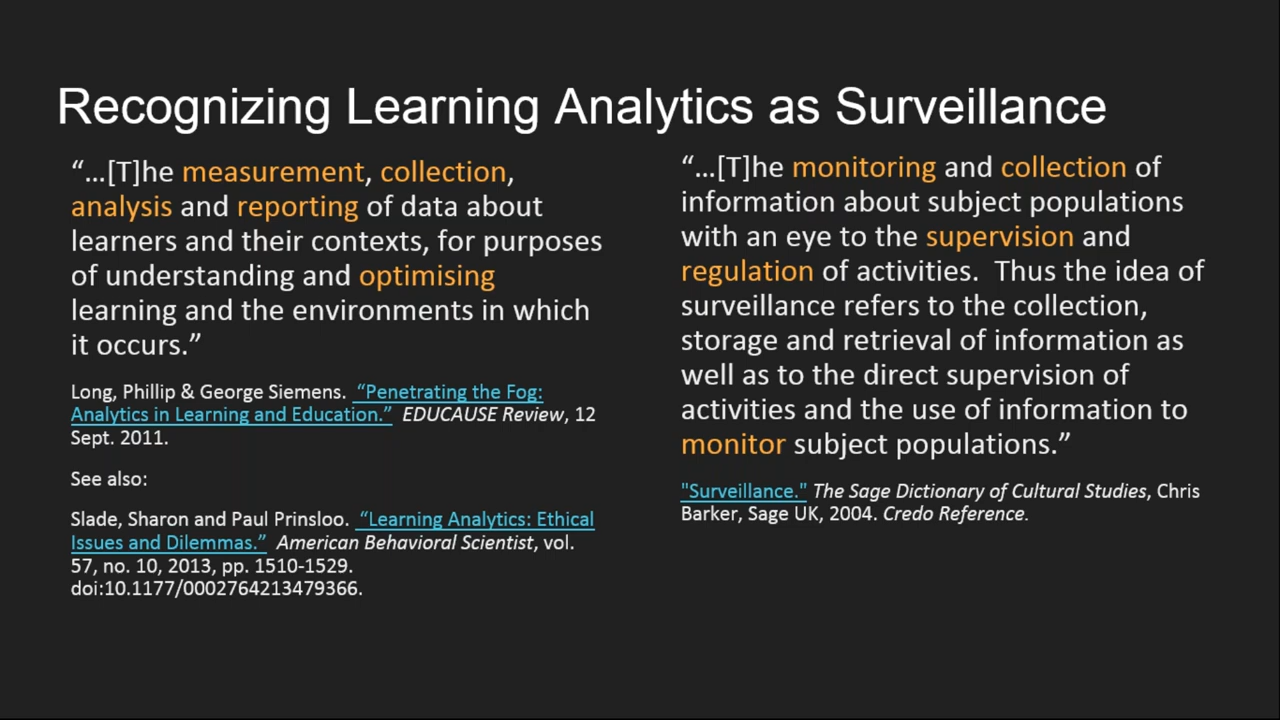 Recognizing Learning Analytics as Surveillance
“…[T]he measurement, collection,
analysis and reporting of data about
learners and their contexts, for purposes
of understanding and optimising
learning and the environments in which
it occurs.”
Long, Phillip & George Siemens. “Penetrating the Fog:
Analytics in Learning and Education.” EDUCAUSE Review, 12
Sept. 2011.
See also:
Slade, Sharon and Paul Prinsloo. “Learning Analytics: Ethical
Issues and Dilemmas.” American Behavioral Scientist, vol.
57, no. 10, 2013, pp. 1510-1529.
doi:10.1177/0002764213479366.
“…[T]he monitoring and collection of
information about subject populations
with an eye to the supervision and
regulation of activities. Thus the idea of
surveillance refers to the collection,
storage and retrieval of information as
well as to the direct supervision of
activities and the use of information to
monitor subject populations.”
"Surveillance." The Sage Dictionary of Cultural Studies, Chris
Barker, Sage UK, 2004. Credo Reference.